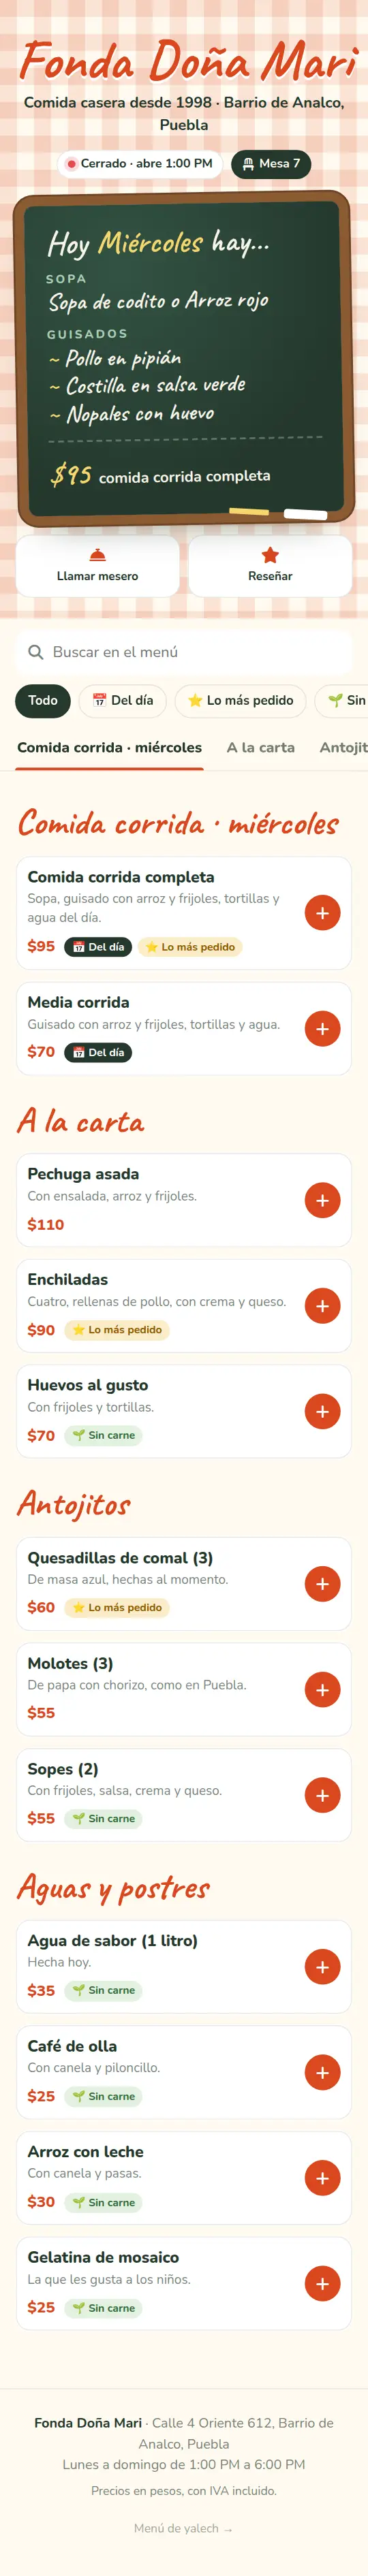 Fonda Doña Mari
Comida casera desde 1998 · Barrio de Analco,
Puebla
Cerrado · abre 1:00 PM
Mesa 7
Hoy Miércoles hay...
SOPA
Sopa de codito o Arroz rojo
GUISADOS
~ Pollo en pipián
~ Costilla en salsa verde
~ Nopales con huevo
$95 comida corrida completa
Llamar mesero
Reseñar
Buscar en el menú
Todo
📅 Del día
⭐ Lo más pedido
🌱 Sin
Comida corrida · miércoles
A la carta
Antojit
Comida corrida · miércoles
Comida corrida completa
Sopa, guisado con arroz y frijoles, tortillas y
agua del día.
$95 📅 Del día ⭐ Lo más pedido
Media corrida
Guisado con arroz y frijoles, tortillas y agua.
$70 📅 Del día
A la carta
Pechuga asada
Con ensalada, arroz y frijoles.
$110
Enchiladas
Cuatro, rellenas de pollo, con crema y queso.
$90 ⭐ Lo más pedido
Huevos al gusto
Con frijoles y tortillas.
$70 🌱 Sin carne
Antojitos
Quesadillas de comal (3)
De masa azul, hechas al momento.
$60 ⭐ Lo más pedido
Molotes (3)
De papa con chorizo, como en Puebla.
$55
Sopes (2)
Con frijoles, salsa, crema y queso.
$55 🌱 Sin carne
Aguas y postres
Agua de sabor (1 litro)
Hecha hoy.
$35 🌱 Sin carne
Café de olla
Con canela y piloncillo.
$25 🌱 Sin carne
Arroz con leche
Con canela y pasas.
$30 🌱 Sin carne
Gelatina de mosaico
La que les gusta a los niños.
$25 🌱 Sin carne
Fonda Doña Mari · Calle 4 Oriente 612, Barrio de
Analco, Puebla
Lunes a domingo de 1:00 PM a 6:00 PM
Precios en pesos, con IVA incluido.
Menú de yalech →